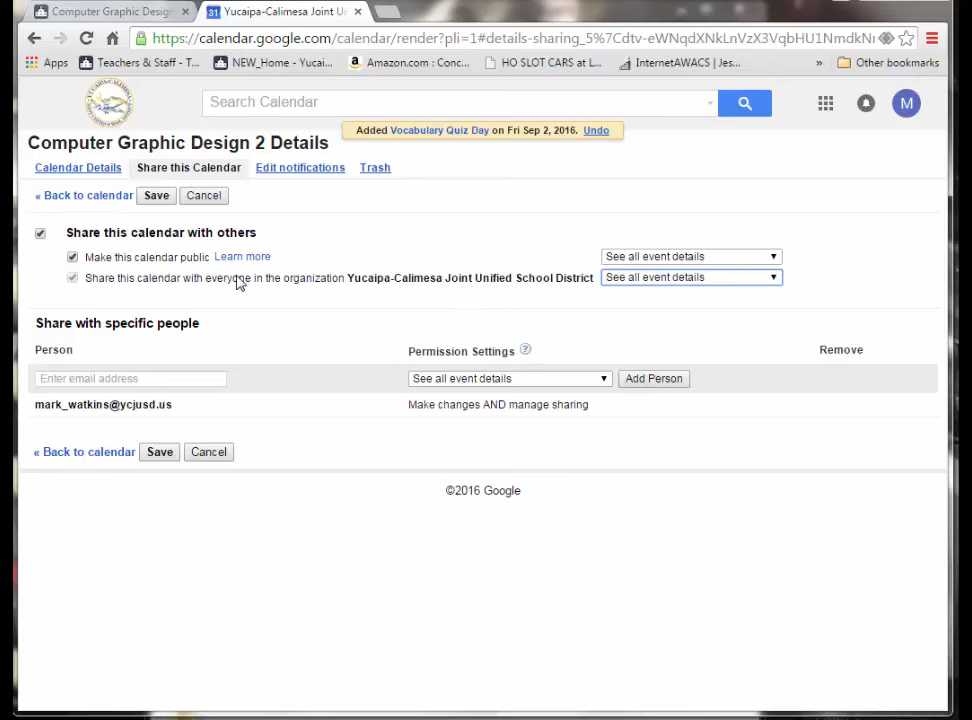 Computer Graphic Design
31 Yucaipa-Calimesa Joint Un
https://calendar.google.com/calendar/render?pli=1#details-sharing_5%7Cdtv-eWNqdXNkLnVzX3VqbHU1NmdkN
Apps Teachers & Staff - T... NEW_Home - Yucai... Amazon.com : Conc... HO SLOT CARS at L... InternetAWACS | Jes... » Other bookmarks
Search Calendar
M
Added Vocabulary Quiz Day on Fri Sep 2, 2016. Undo
Computer Graphic Design 2 Details
Calendar Details Share this Calendar Edit notifications Trash
« Back to calendar Save Cancel
Share this calendar with others
Make this calendar public Learn more See all event details
Share this calendar with everyone in the organization Yucaipa-Calimesa Joint Unified School District See all event details
Share with specific people
Person Permission Settings ? Remove
Enter email address See all event details Add Person
mark_watkins@ycjusd.us Make changes AND manage sharing
« Back to calendar Save Cancel
©2016 Google